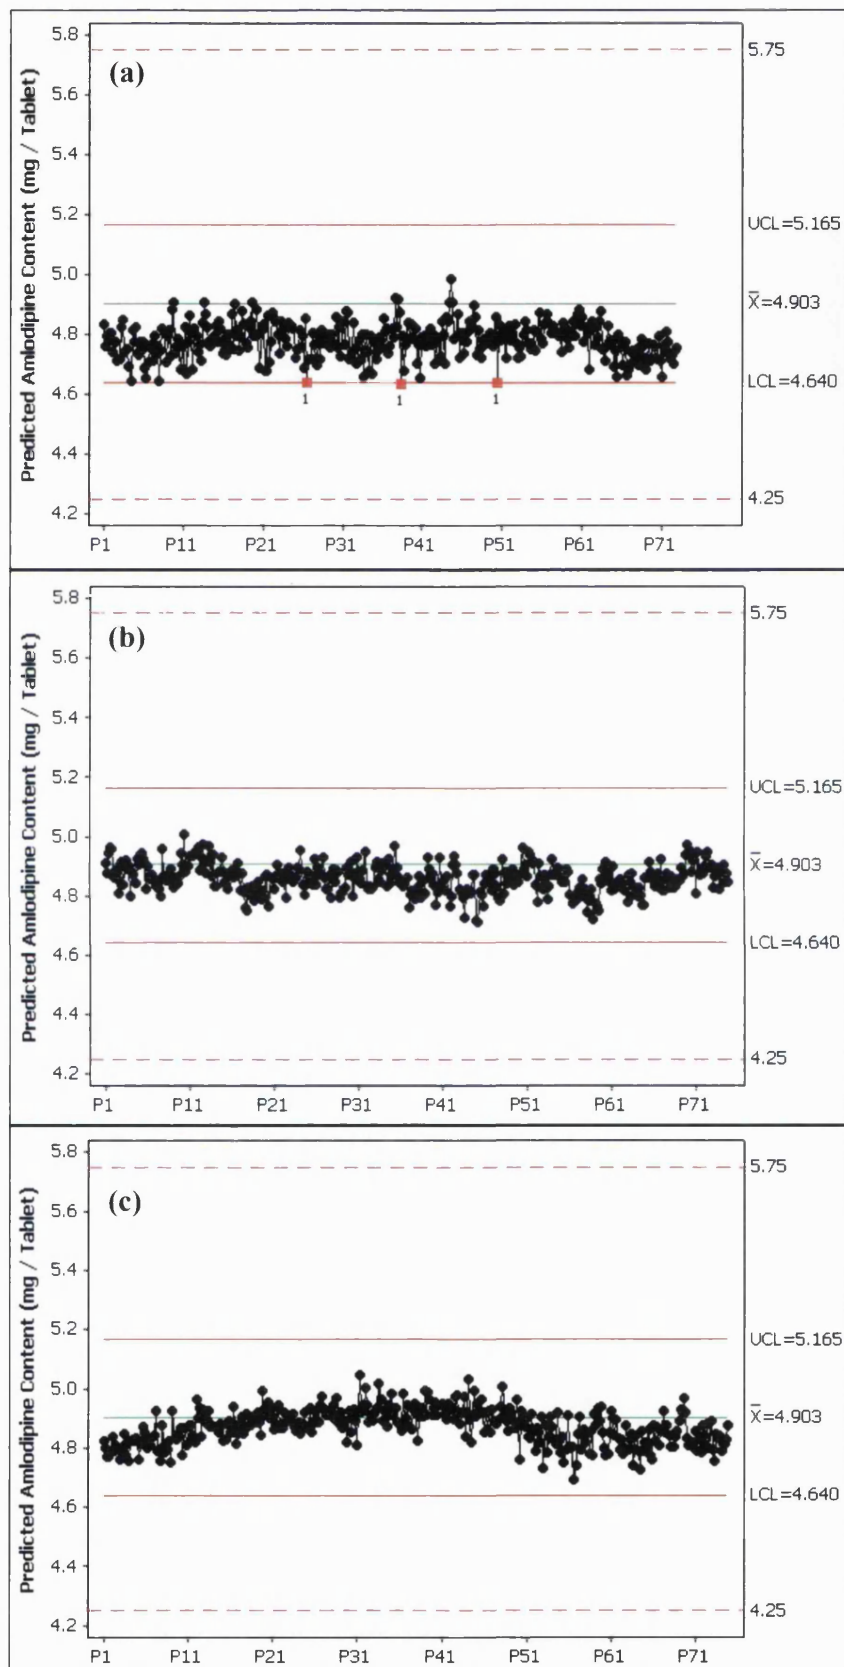 Predicted Amlodipine Content (mg / Tablet)
(a)
5.8
5.6
5.4
5.2
5.0
4.8
4.6
4.4
4.2
5.75
UCL=5.165
X̄=4.903
LCL=4.640
4.25
1
1
1
P1 P11 P21 P31 P41 P51 P61 P71
Predicted Amlodipine Content (mg / Tablet)
(b)
5.8
5.6
5.4
5.2
5.0
4.8
4.6
4.4
4.2
5.75
UCL=5.165
X̄=4.903
LCL=4.640
4.25
P1 P11 P21 P31 P41 P51 P61 P71
Predicted Amlodipine Content (mg / Tablet)
(c)
5.8
5.6
5.4
5.2
5.0
4.8
4.6
4.4
4.2
5.75
UCL=5.165
X̄=4.903
LCL=4.640
4.25
P1 P11 P21 P31 P41 P51 P61 P71